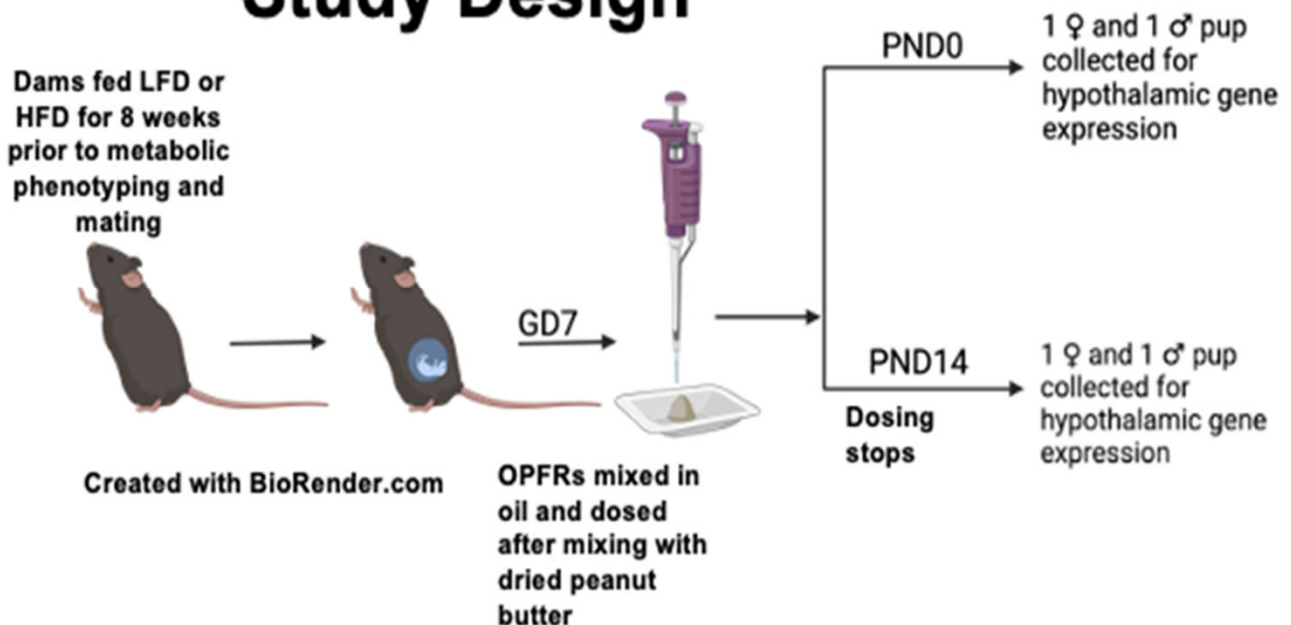 Study Design
Dams fed LFD or
HFD for 8 weeks
prior to metabolic
phenotyping and
mating
GD7
Created with BioRender.com
OPFRs mixed in
oil and dosed
after mixing with
dried peanut
butter
PND0
1 ♀ and 1 ♂ pup
collected for
hypothalamic gene
expression
PND14
Dosing
stops
1 ♀ and 1 ♂ pup
collected for
hypothalamic gene
expression